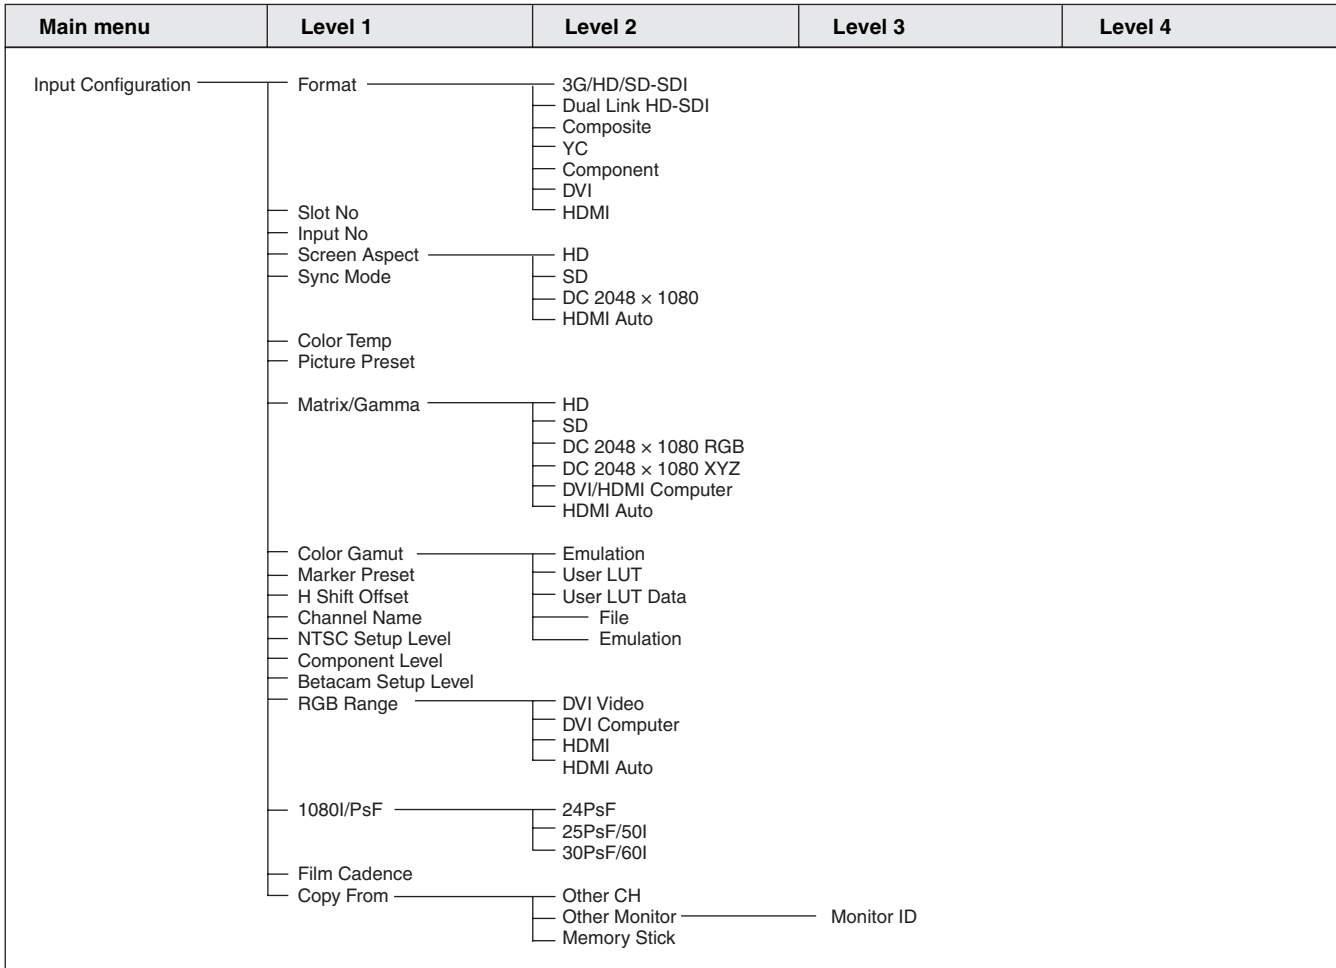 Main menu Level 1 Level 2 Level 3 Level 4
Input Configuration Format 3G/HD/SD-SDI
Dual Link HD-SDI
Composite
YC
Component
DVI
Slot No HDMI
Input No
Screen Aspect HD
Sync Mode SD
DC 2048 × 1080
HDMI Auto
Color Temp
Picture Preset
Matrix/Gamma HD
SD
DC 2048 × 1080 RGB
DC 2048 × 1080 XYZ
DVI/HDMI Computer
HDMI Auto
Color Gamut Emulation
Marker Preset User LUT
H Shift Offset User LUT Data
Channel Name File
NTSC Setup Level Emulation
Component Level
Betacam Setup Level
RGB Range DVI Video
DVI Computer
HDMI
HDMI Auto
1080I/PsF 24PsF
25PsF/50I
30PsF/60I
Film Cadence
Copy From Other CH
Other Monitor Monitor ID
Memory Stick